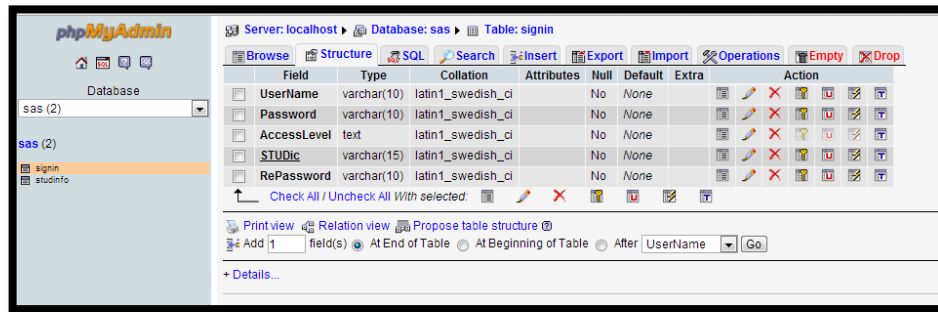 phpMyAdmin
Database
sas (2)
sas (2)
signin
studinfo
Server: localhost Database: sas Table: signin
Browse Structure SQL Search Insert Export Import Operations Empty Drop
Field Type Collation Attributes Null Default Extra Action
UserName varchar(10) latin1_swedish_ci No None
Password varchar(10) latin1_swedish_ci No None
AccessLevel text latin1_swedish_ci No None
STUDic varchar(15) latin1_swedish_ci No None
RePassword varchar(10) latin1_swedish_ci No None
Check All / Uncheck All With selected:
Print view Relation view Propose table structure
Add 1 field(s) At End of Table At Beginning of Table After UserName Go
+ Details...